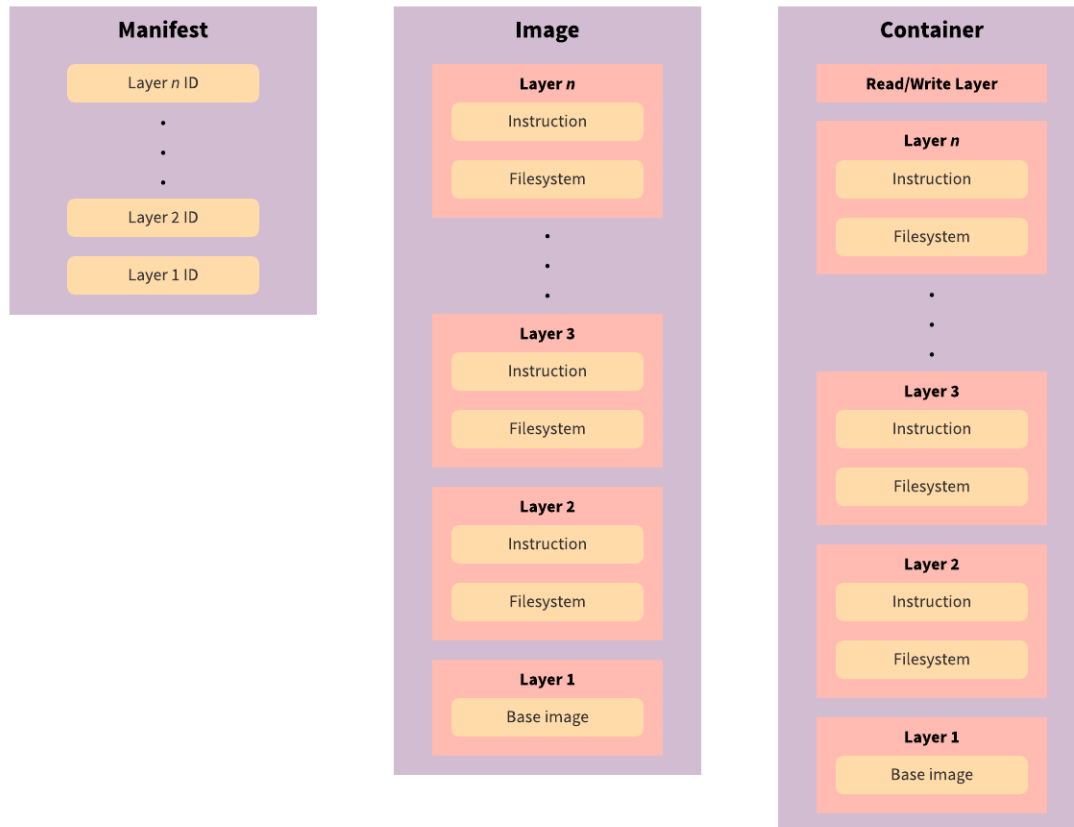 Manifest
Layer n ID
.
.
.
Layer 2 ID
Layer 1 ID
Image
Layer n
Instruction
Filesystem
.
.
.
Layer 3
Instruction
Filesystem
Layer 2
Instruction
Filesystem
Layer 1
Base image
Container
Read/Write Layer
Layer n
Instruction
Filesystem
.
.
.
Layer 3
Instruction
Filesystem
Layer 2
Instruction
Filesystem
Layer 1
Base image